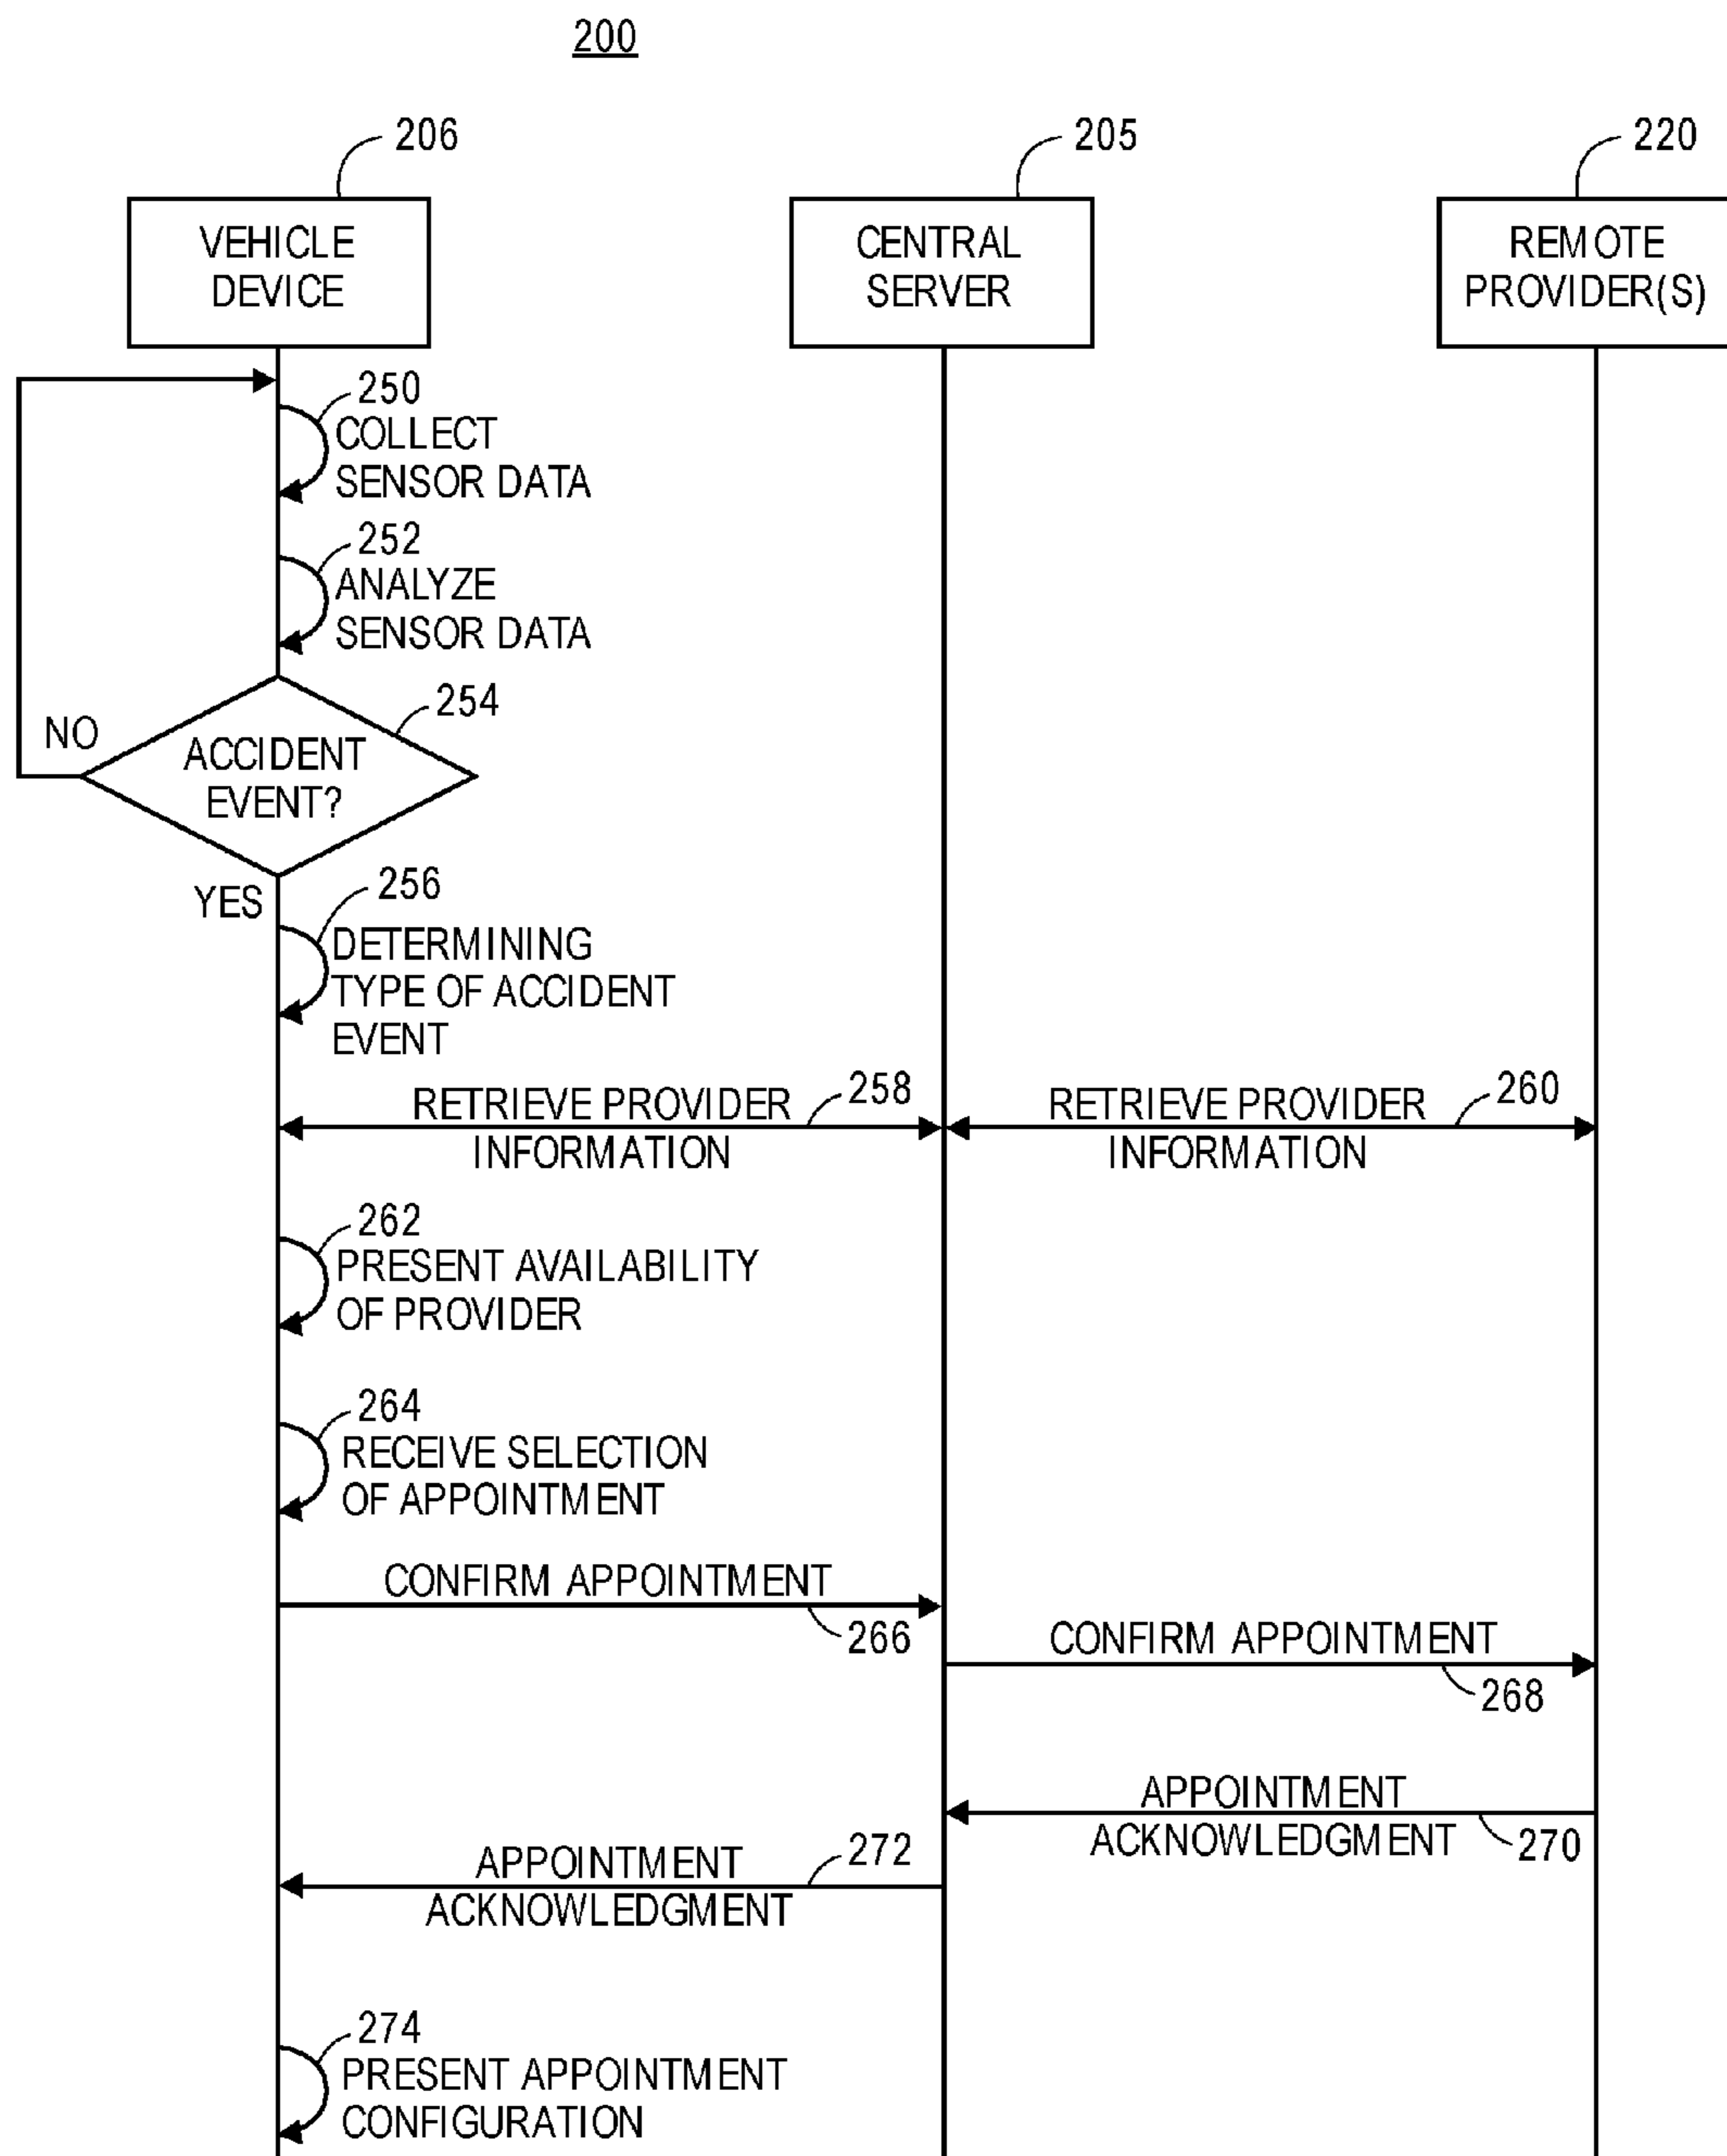 200
206
205
220
VEHICLE
DEVICE
CENTRAL
SERVER
REMOTE
PROVIDER(S)
250
COLLECT
SENSOR DATA
252
ANALYZE
SENSOR DATA
254
NO
ACCIDENT
EVENT?
YES
256
DETERMINING
TYPE OF ACCIDENT
EVENT
RETRIEVE PROVIDER
INFORMATION
258
RETRIEVE PROVIDER
INFORMATION
260
262
PRESENT AVAILABILITY
OF PROVIDER
264
RECEIVE SELECTION
OF APPOINTMENT
CONFIRM APPOINTMENT
266
CONFIRM APPOINTMENT
268
APPOINTMENT
ACKNOWLEDGMENT
270
APPOINTMENT
ACKNOWLEDGMENT
272
274
PRESENT APPOINTMENT
CONFIGURATION